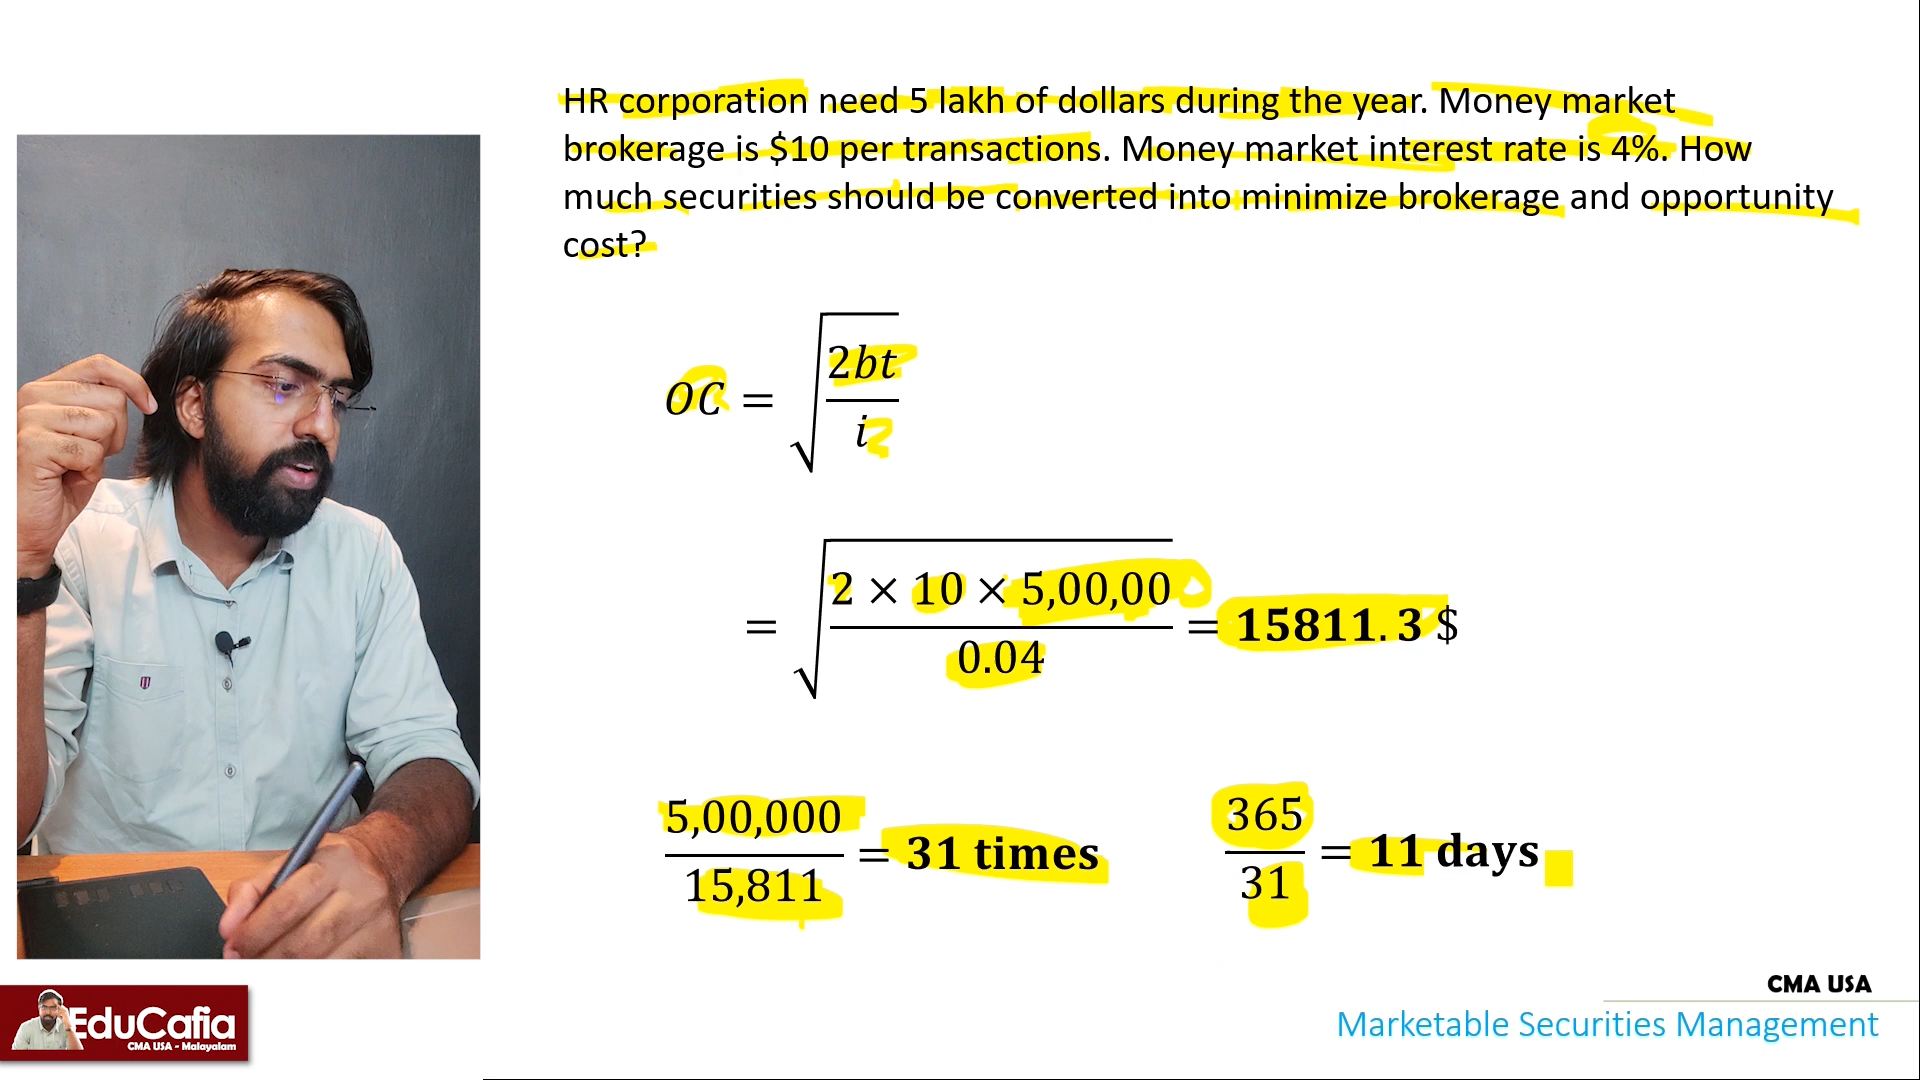 HR corporation need 5 lakh of dollars during the year. Money market
brokerage is $10 per transactions. Money market interest rate is 4%. How
much securities should be converted into minimize brokerage and opportunity
cost?
OC = √(2bt / i)
= √(2 × 10 × 5,00,00 / 0.04) = 15811.3 $
5,00,000 / 15,811 = 31 times
365 / 31 = 11 days
CMA USA
Marketable Securities Management
EduCafia
CMA USA - Malayalam